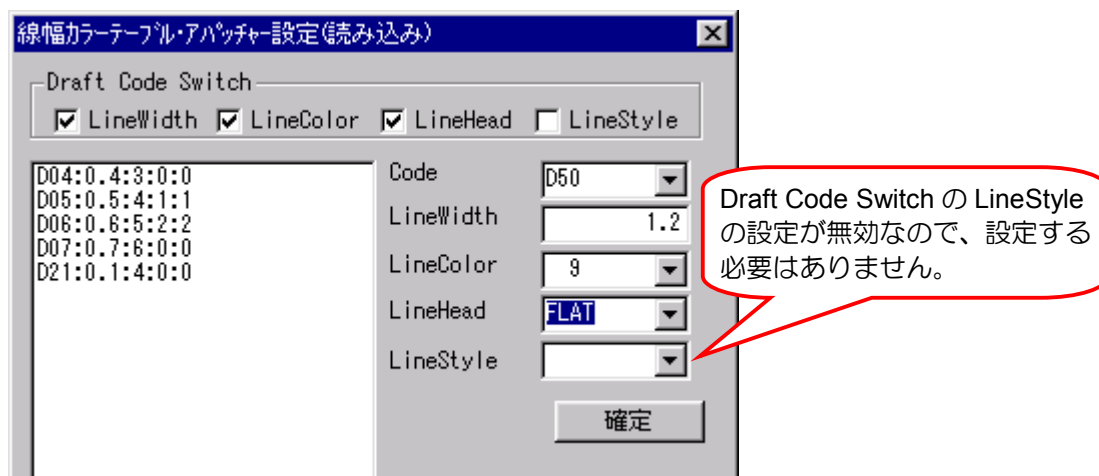 線幅カラーテーブル・アパッチャー設定(読み込み)
Draft Code Switch
LineWidth LineColor LineHead LineStyle
D04:0.4:3:0:0
D05:0.5:4:1:1
D06:0.6:5:2:2
D07:0.7:6:0:0
D21:0.1:4:0:0
Code D50
LineWidth 1.2
LineColor 9
LineHead FLAT
LineStyle
確定
Draft Code Switch の LineStyle
の設定が無効なので、設定する
必要はありません。